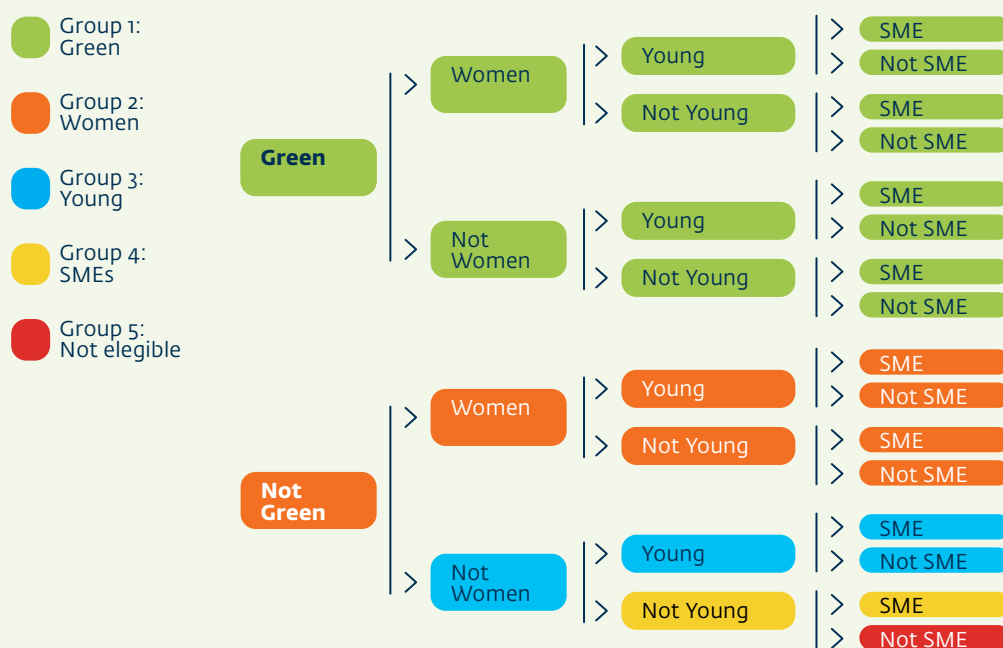 Group 1:
Green
Group 2:
Women
Group 3:
Young
Group 4:
SMEs
Group 5:
Not elegible
Green
Women
Young
SME
Not SME
Not Young
SME
Not SME
Not
Women
Young
SME
Not SME
Not Young
SME
Not SME
Not
Green
Women
Young
SME
Not SME
Not Young
SME
Not SME
Not
Women
Young
SME
Not SME
Not Young
SME
Not SME